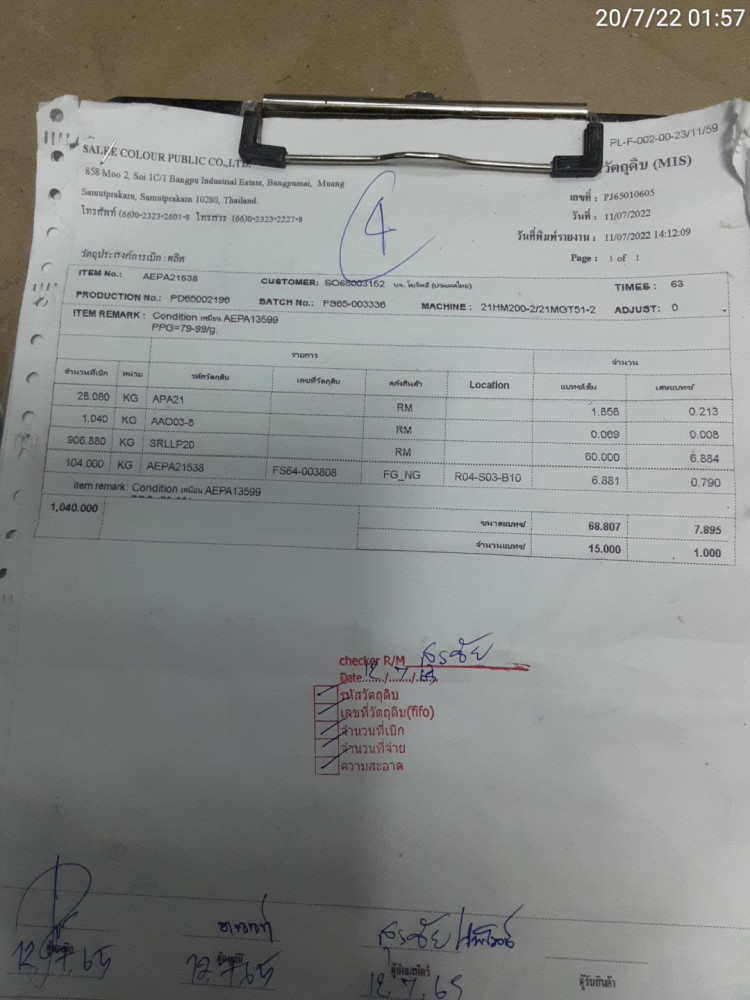 20/7/22 01:57
PL-F-002-00-23/11/59
SALEE COLOUR PUBLIC CO.,LTD.
วัตถุดิบ (MIS)
858 Moo 2, Soi 1C/1 Bangpu Industrial Estate, Bangpumai, Muang
Samutprakarn, Samutprakarn 10280, Thailand.
โทรศัพท์ (66)0-2323-2601-8 โทรสาร (66)0-2323-2227-8
4
เลขที่ : PJ65010605
วันที่ : 11/07/2022
วันที่พิมพ์รายงาน : 11/07/2022 14:12:09
Page : 1 of 1
วัตถุประสงค์การเบิก : ผลิต
ITEM No.: AEPA21538 CUSTOMER: SO65003152 TIMES : 63
PRODUCTION No.: PD65002196 BATCH No.: FS65-003336 MACHINE : 21HM200-2/21MGT51-2 ADJUST: 0
ITEM REMARK : Condition เหมือน AEPA13599
PPG=79-99/g.
รายการ จำนวน
จำนวนที่เบิก หน่วย รหัสวัตถุดิบ เลขที่วัตถุดิบ คลังสินค้า Location แบทช์เต็ม เศษแบทช์
28.080 KG APA21 RM 1.858 0.213
1.040 KG AAO03-8 RM 0.069 0.008
906.880 KG SRLLP20 RM 60.000 6.884
104.000 KG AEPA21538 FS64-003808 FG_NG R04-S03-B10 6.881 0.790
Item remark: Condition เหมือน AEPA13599
1,040.000 ขนาดแบทช์ 68.807 7.895
จำนวนแบทช์ 15.000 1.000
checker R/M สุรชัย
Date 12/7/65
รหัสวัตถุดิบ
เลขที่วัตถุดิบ(fifo)
จำนวนที่เบิก
จำนวนที่จ่าย
ความสะอาด
สุรชัย
12.7.65 12.7.65 12.7.65
ผู้จ่าย/สโตร์ ผู้รับสินค้า